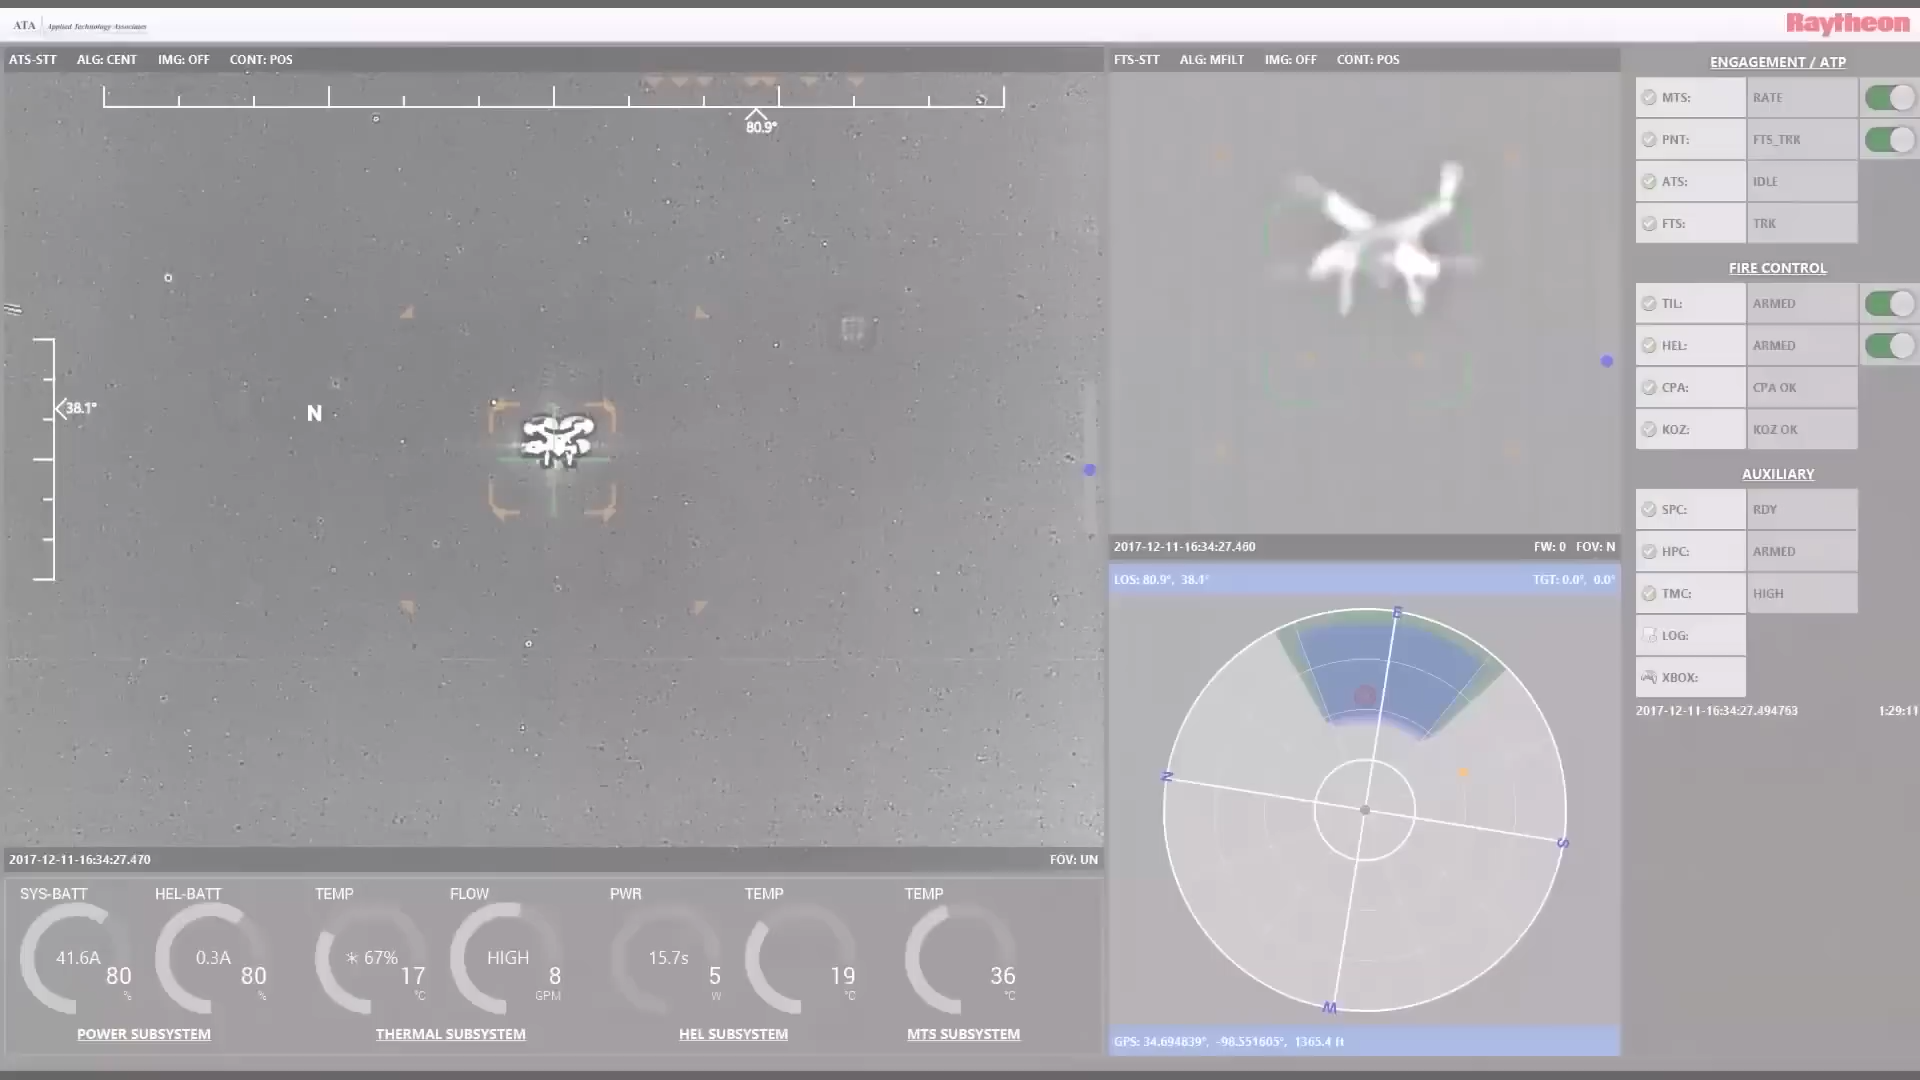 ATA Applied Technology Associates
Raytheon
ATS-STT ALG: CENT IMG: OFF CONT: POS
80.9°
38.1°
N
2017-12-11-16:34:27.470 FOV: UN
FTS-STT ALG: MFILT IMG: OFF CONT: POS
2017-12-11-16:34:27.460 FW: 0 FOV: N
LOS: 80.9°, 38.1° TGT: 0.0°, 0.0°
E
N
S
W
GPS: 34.694839°, -98.551605°, 1365.4 ft
ENGAGEMENT / ATP
MTS: RATE
PNT: FTS_TRK
ATS: IDLE
FTS: TRK
FIRE CONTROL
TIL: ARMED
HEL: ARMED
CPA: CPA OK
KOZ: KOZ OK
AUXILIARY
SPC: RDY
HPC: ARMED
TMC: HIGH
LOG:
XBOX:
2017-12-11-16:34:27.494763 1:29:11
SYS-BATT HEL-BATT TEMP FLOW PWR TEMP TEMP
41.6A 0.3A 67% HIGH 15.7s
80 80 17 8 5 19 36
% % °C GPM W °C °C
POWER SUBSYSTEM THERMAL SUBSYSTEM HEL SUBSYSTEM MTS SUBSYSTEM